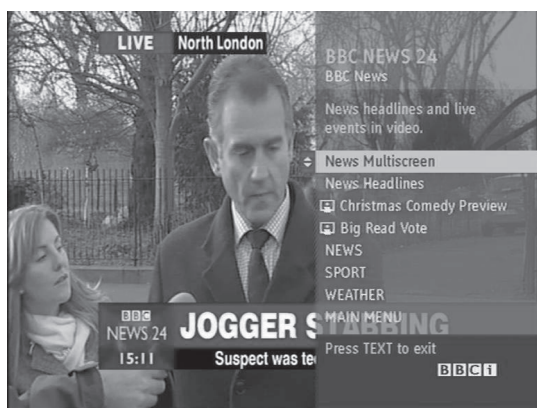 LIVE North London
BBC NEWS 24
BBC News
News headlines and live
events in video.
News Multiscreen
News Headlines
Christmas Comedy Preview
Big Read Vote
NEWS
SPORT
WEATHER
MAIN MENU
Press TEXT to exit
BBCi
BBC
NEWS 24
15:11
JOGGER STABBING
Suspect was